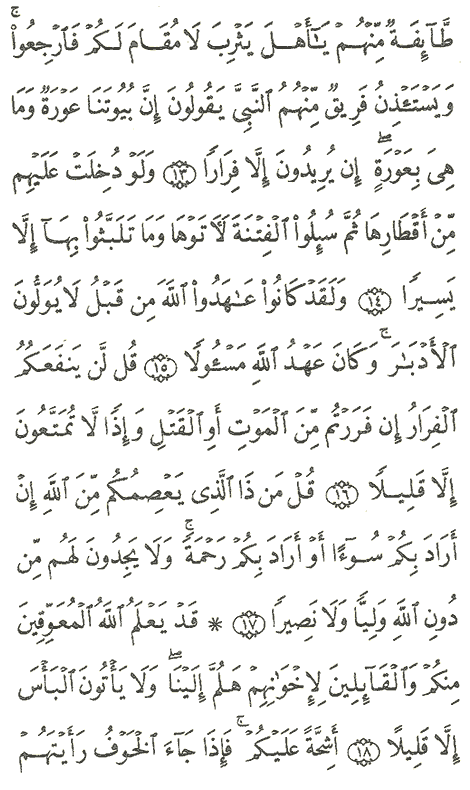 طَّآئِفَةٞ مِّنۡهُمۡ يَٰٓأَهۡلَ يَثۡرِبَ لَا مُقَامَ لَكُمۡ فَٱرۡجِعُواْۚ
وَيَسۡتَـٔۡذِنُ فَرِيقٞ مِّنۡهُمُ ٱلنَّبِيَّ يَقُولُونَ إِنَّ بُيُوتَنَا عَوۡرَةٞ وَمَا
هِيَ بِعَوۡرَةٍۖ إِن يُرِيدُونَ إِلَّا فِرَارٗا ١٣ وَلَوۡ دُخِلَتۡ عَلَيۡهِم
مِّنۡ أَقۡطَارِهَا ثُمَّ سُئِلُواْ ٱلۡفِتۡنَةَ لَأٓتَوۡهَا وَمَا تَلَبَّثُواْ بِهَآ إِلَّا
يَسِيرٗا ١٤ وَلَقَدۡ كَانُواْ عَٰهَدُواْ ٱللَّهَ مِن قَبۡلُ لَا يُوَلُّونَ
ٱلۡأَدۡبَٰرَۚ وَكَانَ عَهۡدُ ٱللَّهِ مَسۡـُٔولٗا ١٥ قُل لَّن يَنفَعَكُمُ
ٱلۡفِرَارُ إِن فَرَرۡتُم مِّنَ ٱلۡمَوۡتِ أَوِ ٱلۡقَتۡلِ وَإِذٗا لَّا تُمَتَّعُونَ
إِلَّا قَلِيلٗا ١٦ قُلۡ مَن ذَا ٱلَّذِي يَعۡصِمُكُم مِّنَ ٱللَّهِ إِنۡ
أَرَادَ بِكُمۡ سُوٓءًا أَوۡ أَرَادَ بِكُمۡ رَحۡمَةٗۚ وَلَا يَجِدُونَ لَهُم مِّن
دُونِ ٱللَّهِ وَلِيّٗا وَلَا نَصِيرٗا ١٧ * قَدۡ يَعۡلَمُ ٱللَّهُ ٱلۡمُعَوِّقِينَ
مِنكُمۡ وَٱلۡقَآئِلِينَ لِإِخۡوَٰنِهِمۡ هَلُمَّ إِلَيۡنَاۖ وَلَا يَأۡتُونَ ٱلۡبَأۡسَ
إِلَّا قَلِيلًا ١٨ أَشِحَّةً عَلَيۡكُمۡۖ فَإِذَا جَآءَ ٱلۡخَوۡفُ رَأَيۡتَهُمۡ